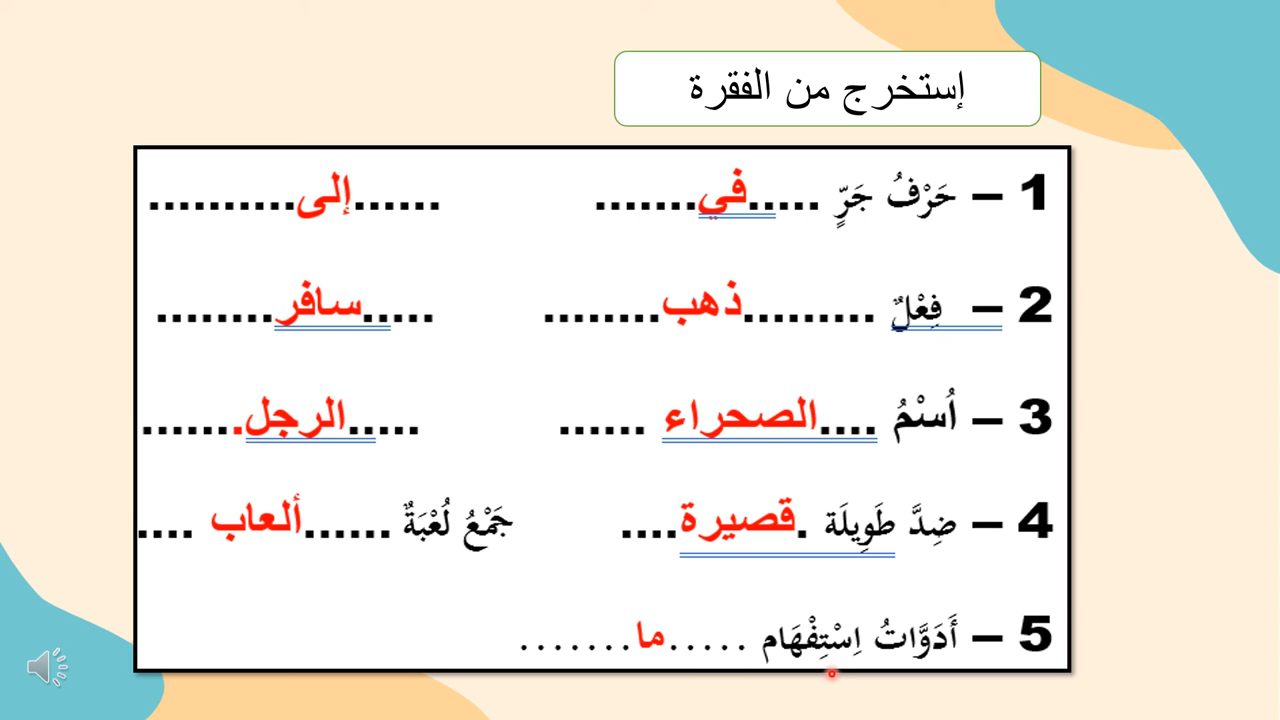 إستخرج من الفقرة
1 – حَرْفُ جَرٍّ .....في....... ......إلى..........
2 – فِعْلٌ .........ذهب........ .....سافر........
3 – اُسْمُ ....الصحراء ...... .....الرجل.......
4 – ضِدَّ طَوِيلَة .قصيرة.... جَمْعُ لُعْبَةٌ ......ألعاب ....
5 – أَدَوَّاتُ اِسْتِفْهَام .....ما.......